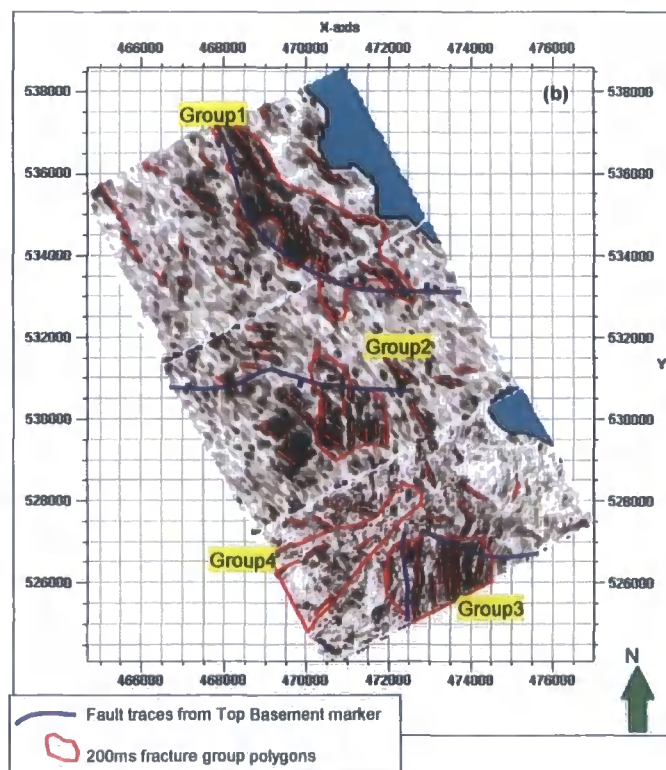 X-axis
466000 468000 470000 472000 474000 476000
(b)
538000 538000
Group1
536000 536000
534000 534000
532000 532000
Group2
Y
530000 530000
528000 528000
Group4
526000 526000
Group3
466000 468000 470000 472000 474000 476000
N
Fault traces from Top Basement marker
200ms fracture group polygons